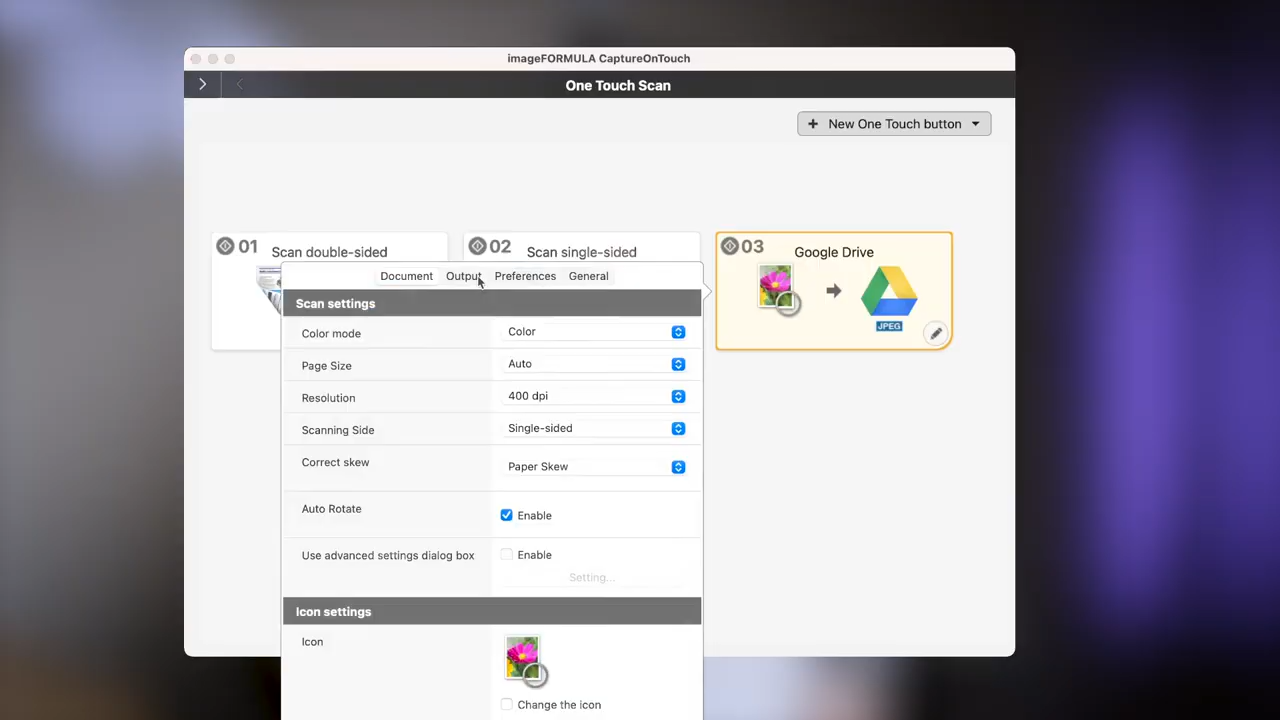 imageFORMULA CaptureOnTouch
One Touch Scan
+ New One Touch button
01 Scan double-sided
02 Scan single-sided
03 Google Drive
JPEG
Document Output Preferences General
Scan settings
Color mode Color
Page Size Auto
Resolution 400 dpi
Scanning Side Single-sided
Correct skew Paper Skew
Auto Rotate Enable
Use advanced settings dialog box Enable
Setting...
Icon settings
Icon
Change the icon